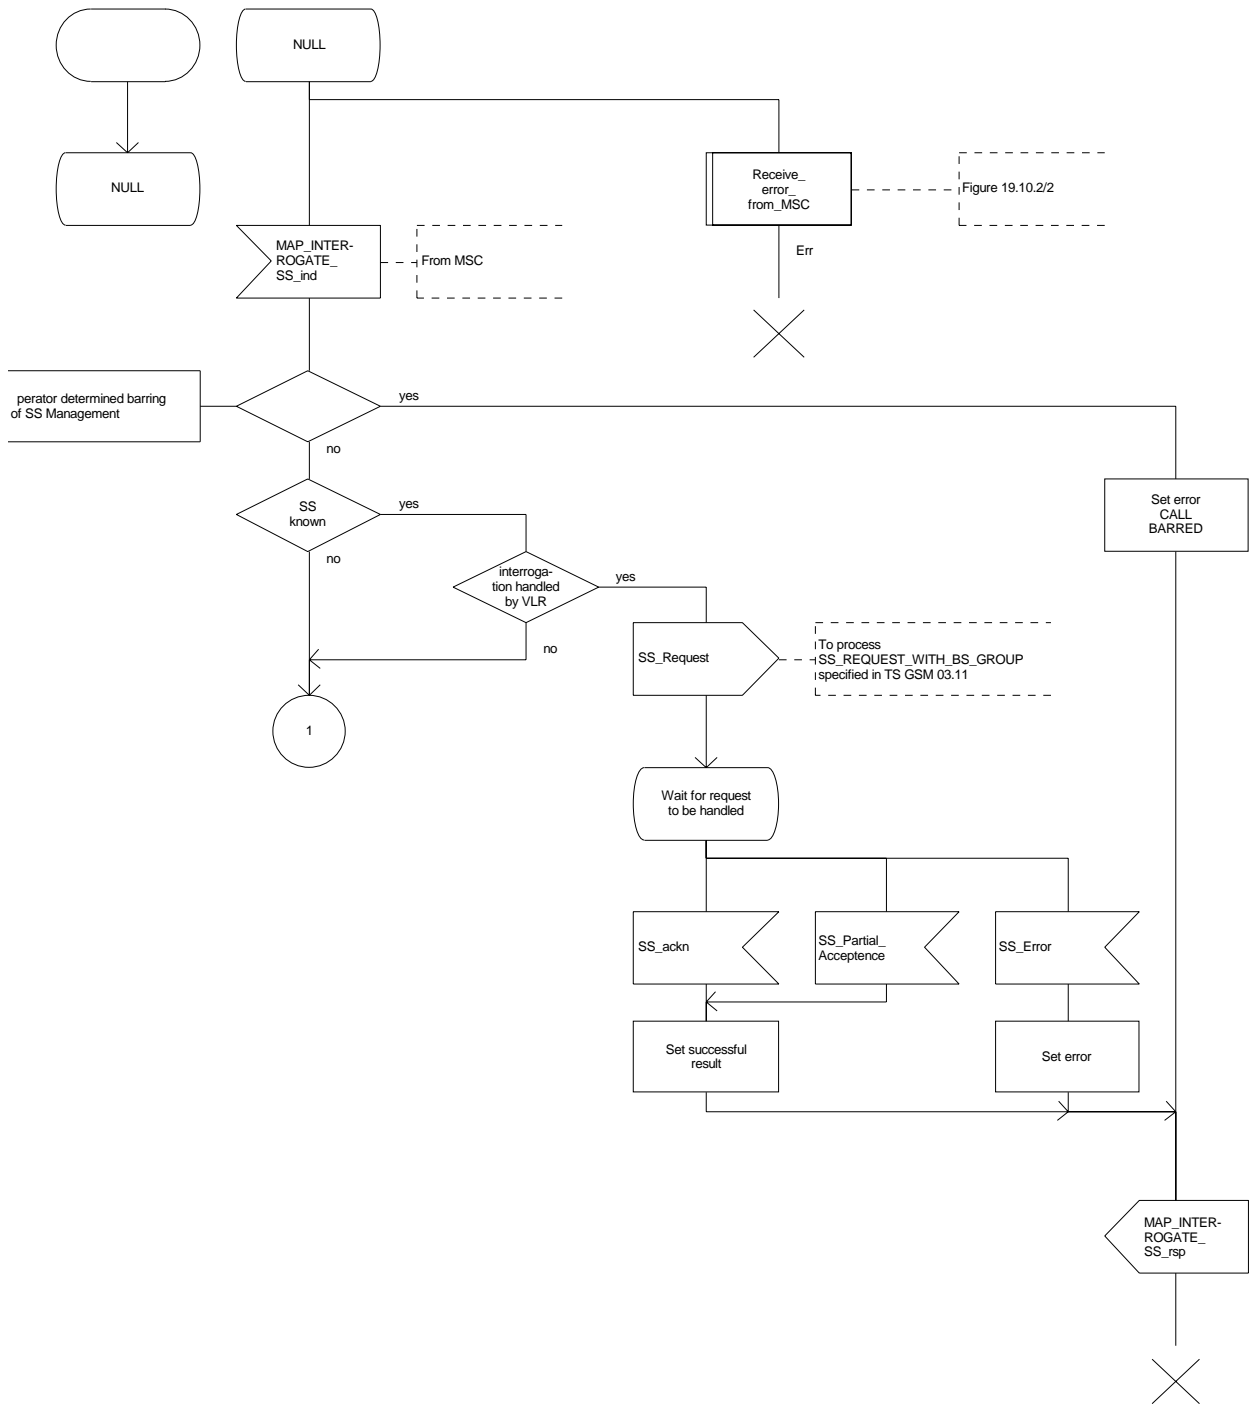 NULL
NULL
Receive_
error_
from_MSC
Figure 19.10.2/2
MAP_INTER-
ROGATE_
SS_ind
From MSC
Err
perator determined barring
of SS Management
yes
no
SS
known
yes
no
Set error
CALL
BARRED
interroga-
tion handled
by VLR
yes
no
SS_Request
To process
SS_REQUEST_WITH_BS_GROUP
specified in TS GSM 03.11
1
Wait for request
to be handled
SS_ackn
SS_Partial_
Acceptence
SS_Error
Set successful
result
Set error
MAP_INTER-
ROGATE_
SS_rsp